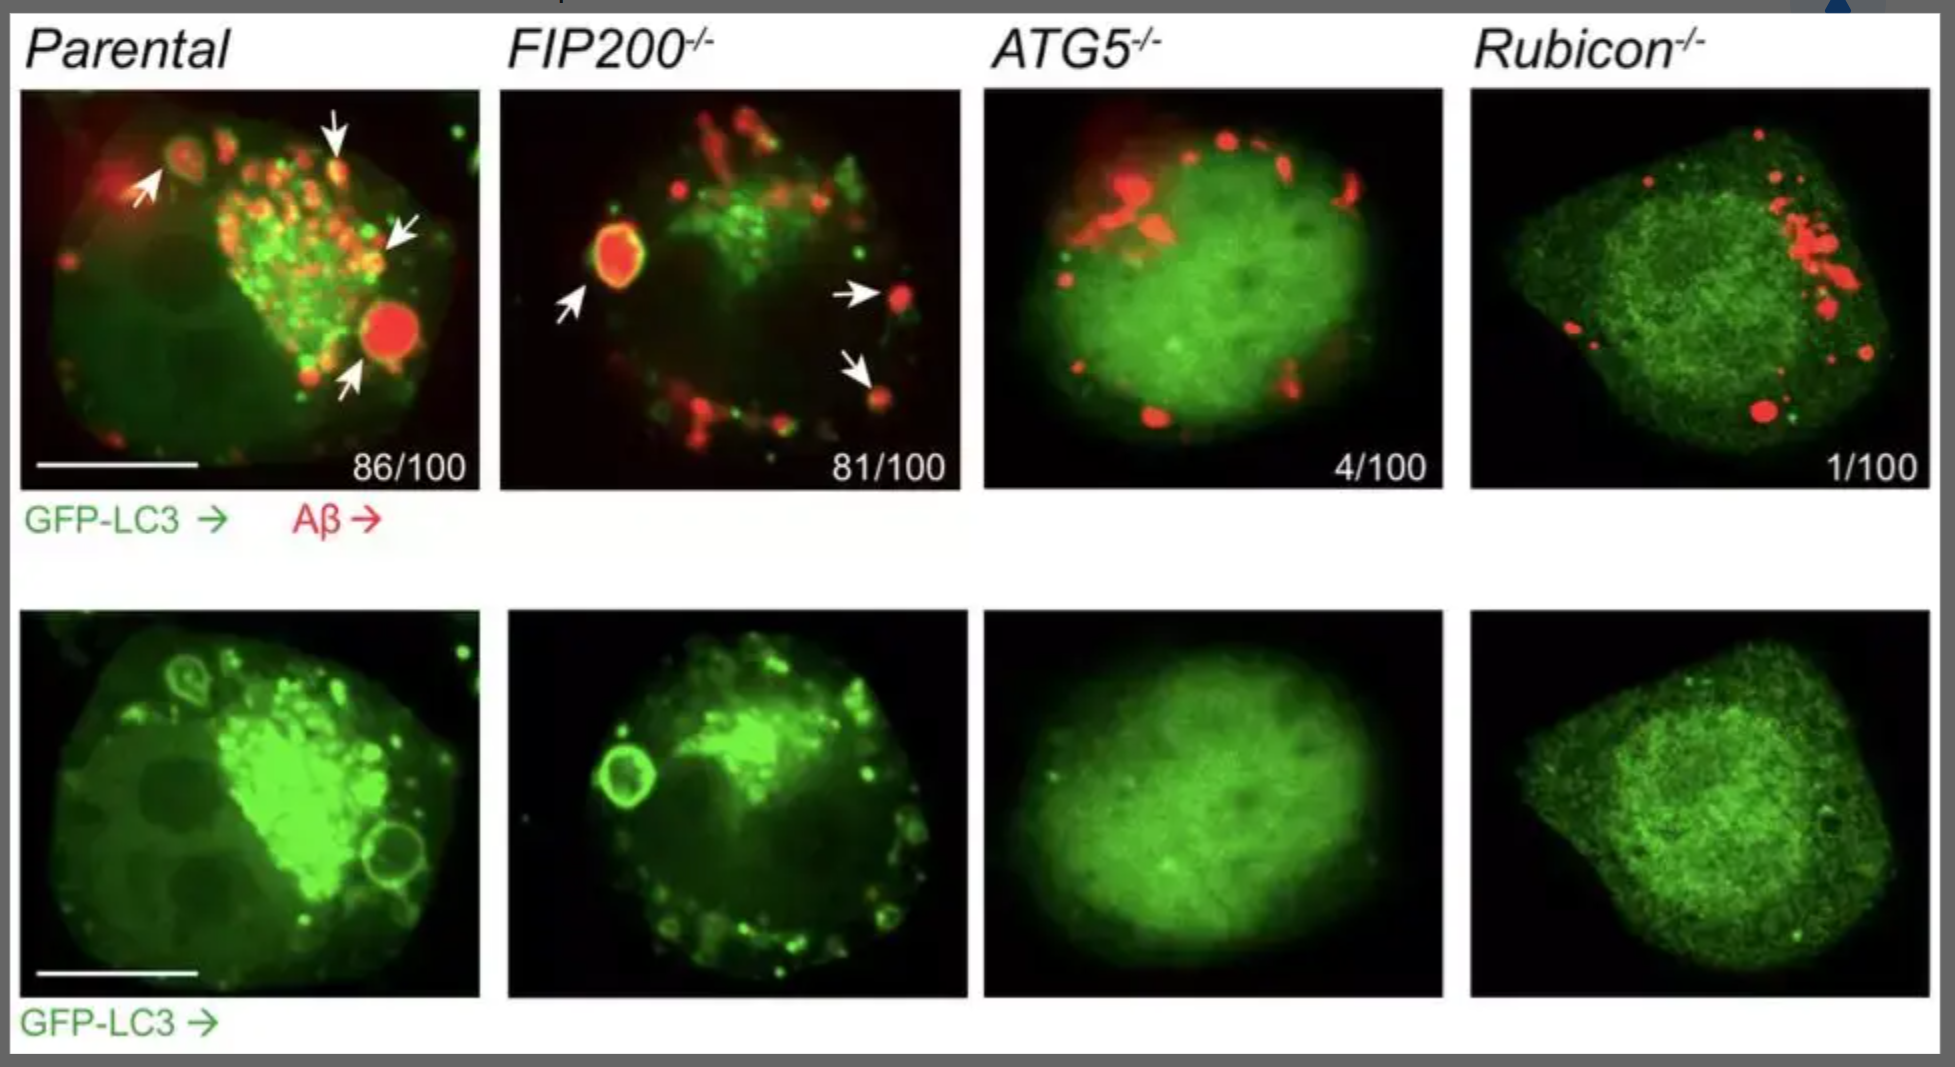 Parental FIP200-/- ATG5-/- Rubicon-/-
86/100 81/100 4/100 1/100
GFP-LC3 → Aβ →
GFP-LC3 →